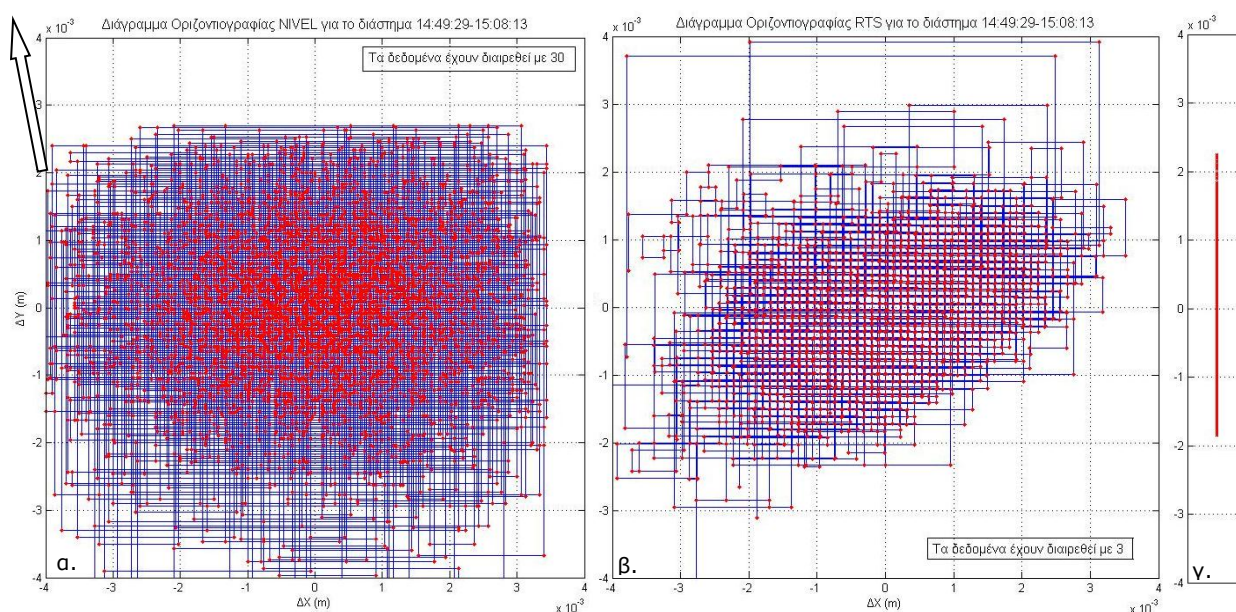 Διάγραμμα Οριζοντιογραφίας NIVEL για το διάστημα 14:49:29-15:08:13
x 10⁻³
Τα δεδομένα έχουν διαιρεθεί με 30
4
3
2
1
0
-1
-2
-3
-4
ΔY (m)
α.
-4 -3 -2 -1 0 1 2 3 4
ΔX (m)
x 10⁻³
Διάγραμμα Οριζοντιογραφίας RTS για το διάστημα 14:49:29-15:08:13
x 10⁻³
4
3
2
1
0
-1
-2
-3
-4
Τα δεδομένα έχουν διαιρεθεί με 3
β.
-4 -3 -2 -1 0 1 2 3 4
ΔX (m)
x 10⁻³
x 10⁻³
4
3
2
1
0
-1
-2
-3
-4
γ.